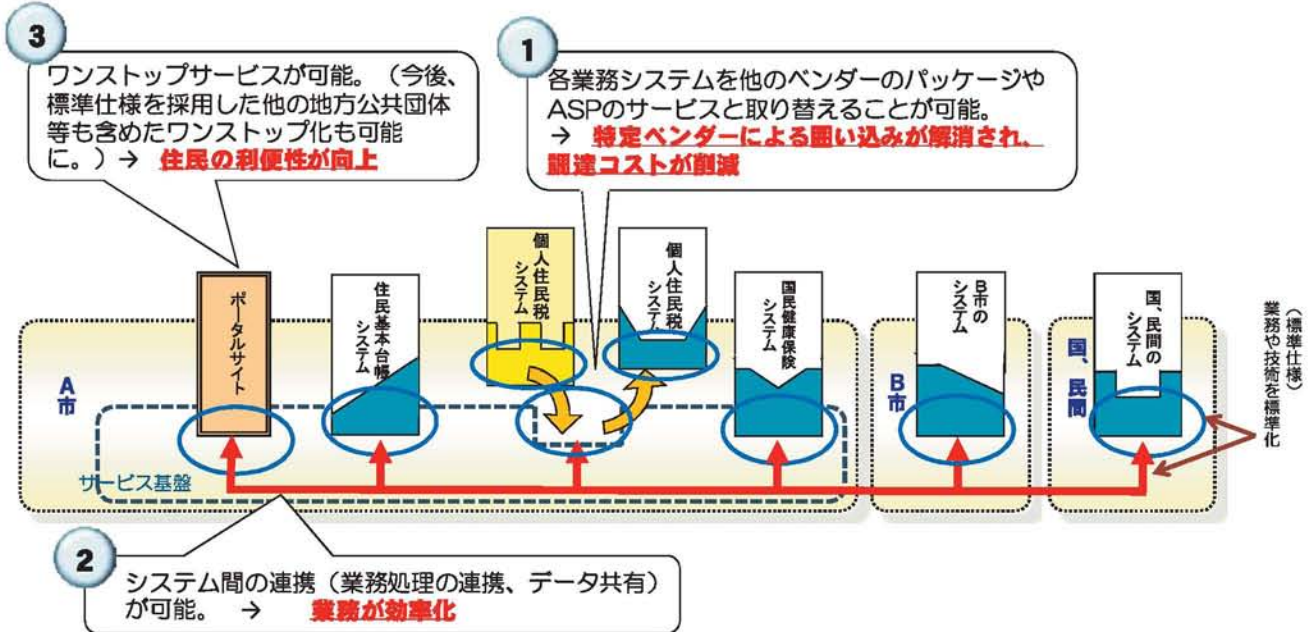 3
ワンストップサービスが可能。（今後、
標準仕様を採用した他の地方公共団体
等も含めたワンストップ化も可能
に。）→ 住民の利便性が向上
1
各業務システムを他のベンダーのパッケージや
ASPのサービスと取り替えることが可能。
→ 特定ベンダーによる囲い込みが解消され、
調達コストが削減
A市
ポータルサイト
住民基本台帳
システム
個人住民税
システム
個人住民税
システム
国民健康保険
システム
B市
B市の
システム
国、民間
国、民間の
システム
（標準仕様）
業務や技術を標準化
サービス基盤
2
システム間の連携（業務処理の連携、データ共有）
が可能。 → 業務が効率化